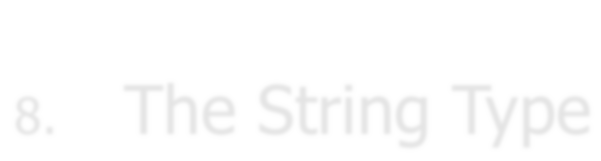 8. The String Type